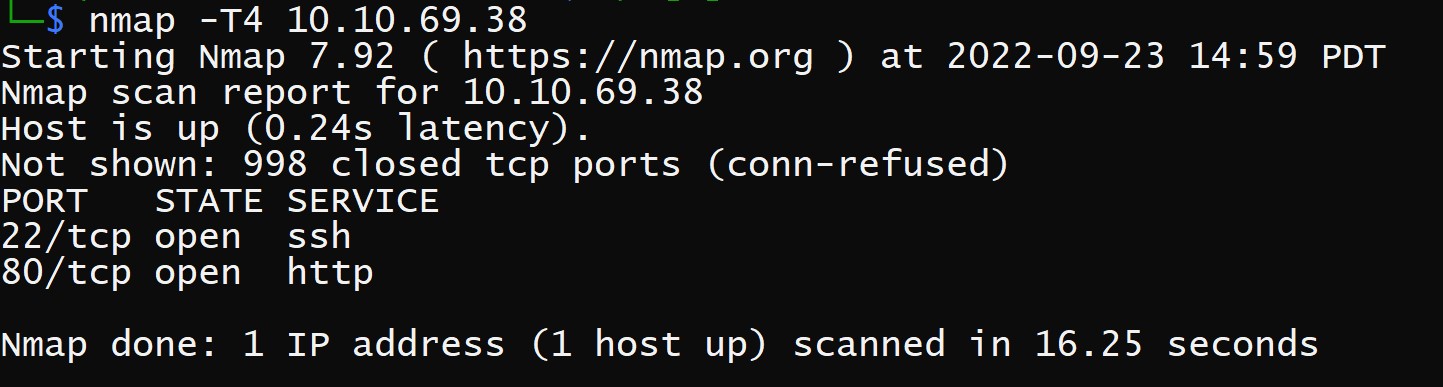 └─$ nmap -T4 10.10.69.38
Starting Nmap 7.92 ( https://nmap.org ) at 2022-09-23 14:59 PDT
Nmap scan report for 10.10.69.38
Host is up (0.24s latency).
Not shown: 998 closed tcp ports (conn-refused)
PORT   STATE SERVICE
22/tcp open  ssh
80/tcp open  http
Nmap done: 1 IP address (1 host up) scanned in 16.25 seconds